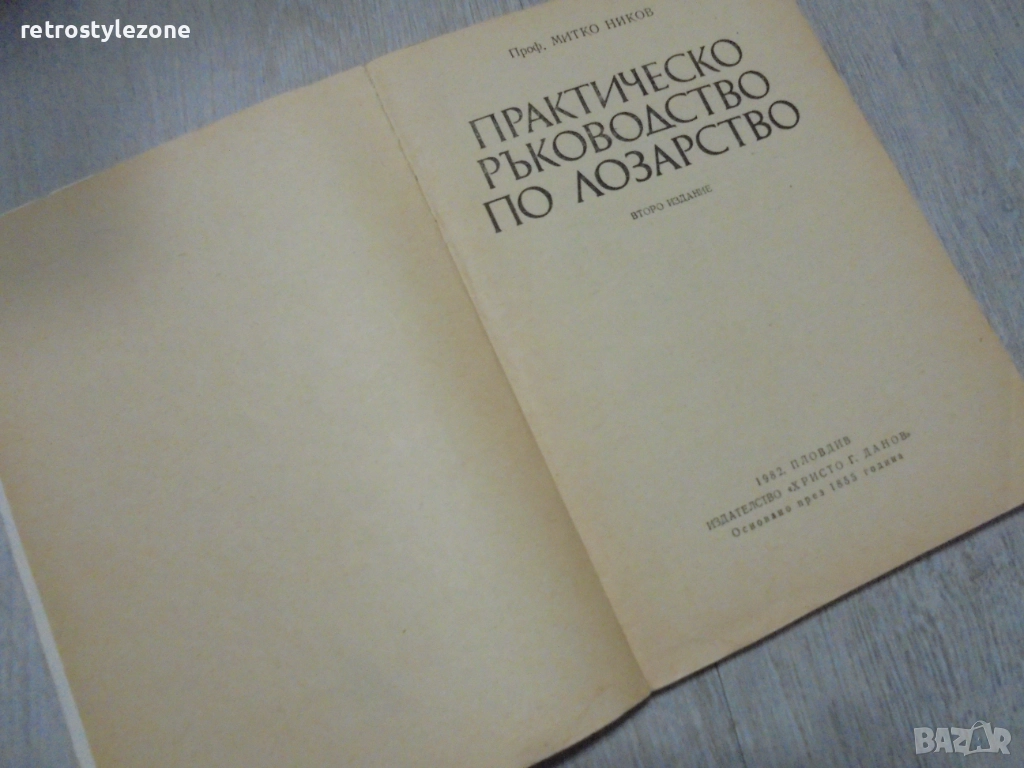 retrostylezone
Проф. МИТКО НИКОВ
ПРАКТИЧЕСКО
РЪКОВОДСТВО
ПО ЛОЗАРСТВО
ВТОРО ИЗДАНИЕ
1982, ПЛОВДИВ
ИЗДАТЕЛСТВО «ХРИСТО Г. ДАНОВ»
Основано през 1855 година
BAZAR